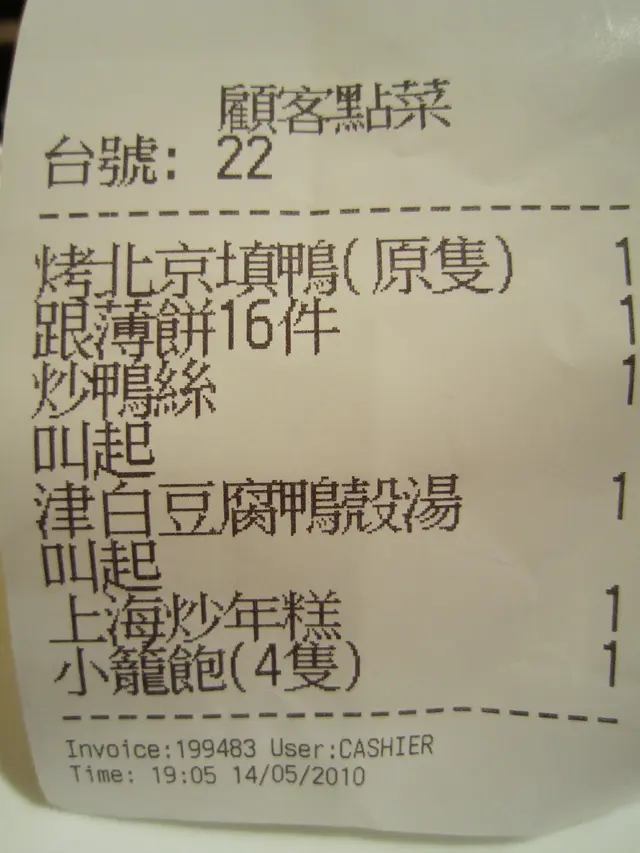 顧客點菜
台號: 22
烤北京填鴨(原隻) 1
跟薄餅16件 1
炒鴨絲 1
叫起
津白豆腐鴨殼湯 1
叫起
上海炒年糕 1
小籠飽(4隻) 1
Invoice:199483 User:CASHIER
Time: 19:05 14/05/2010